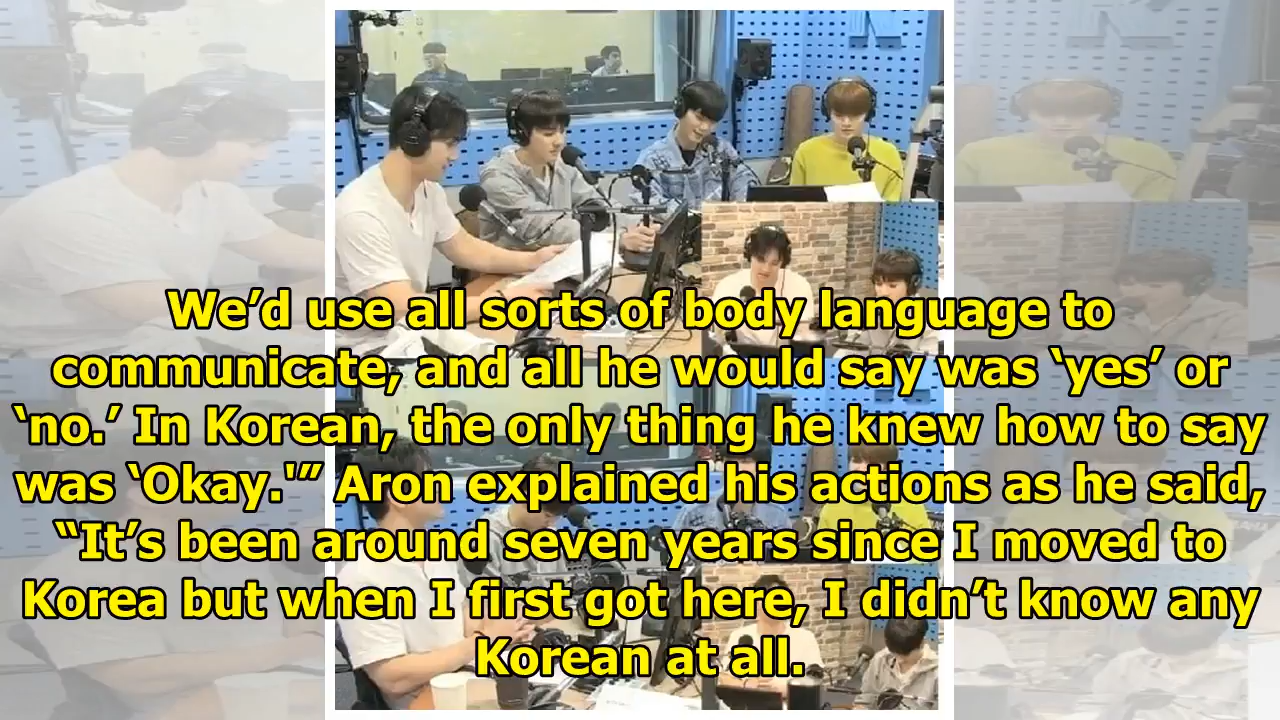 We’d use all sorts of body language to
communicate, and all he would say was ‘yes’ or
‘no.’ In Korean, the only thing he knew how to say
was ‘Okay.'” Aron explained his actions as he said,
“It’s been around seven years since I moved to
Korea but when I first got here, I didn’t know any
Korean at all.